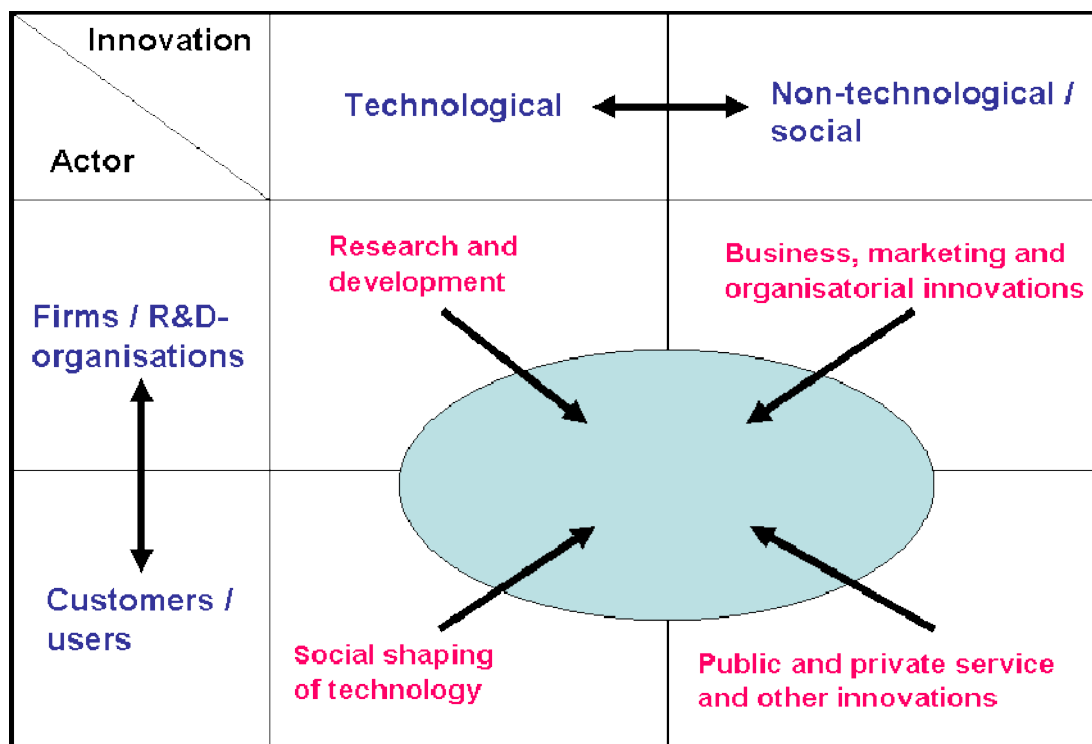 Innovation
Actor
Technological
Non-technological /
social
Firms / R&D-
organisations
Research and
development
Business, marketing and
organisatorial innovations
Customers /
users
Social shaping
of technology
Public and private service
and other innovations